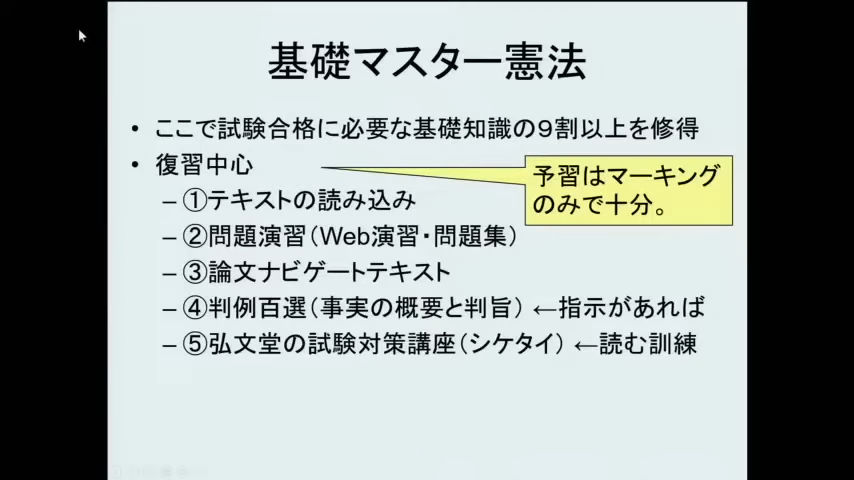 基礎マスター憲法
• ここで試験合格に必要な基礎知識の9割以上を修得
• 復習中心
予習はマーキング
のみで十分。
– ①テキストの読み込み
– ②問題演習(Web演習・問題集)
– ③論文ナビゲートテキスト
– ④判例百選(事実の概要と判旨) ←指示があれば
– ⑤弘文堂の試験対策講座(シケタイ) ←読む訓練